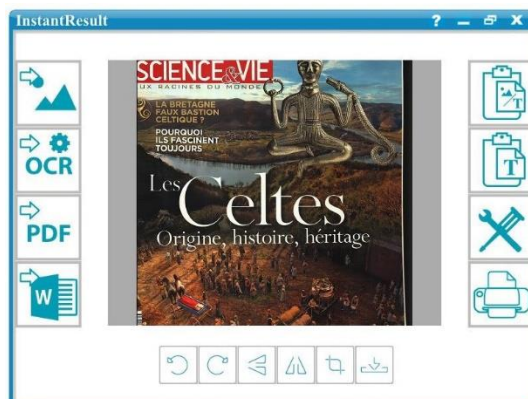 InstantResult
SCIENCE&VIE
UX RACINES DU MONDE
LA BRETAGNE
FAUX BASTION
CELTIQUE ?
POURQUOI
ILS FASCINENT
TOUJOURS
Les
Celtes
Origine, histoire, héritage
OCR
PDF
W
T
T